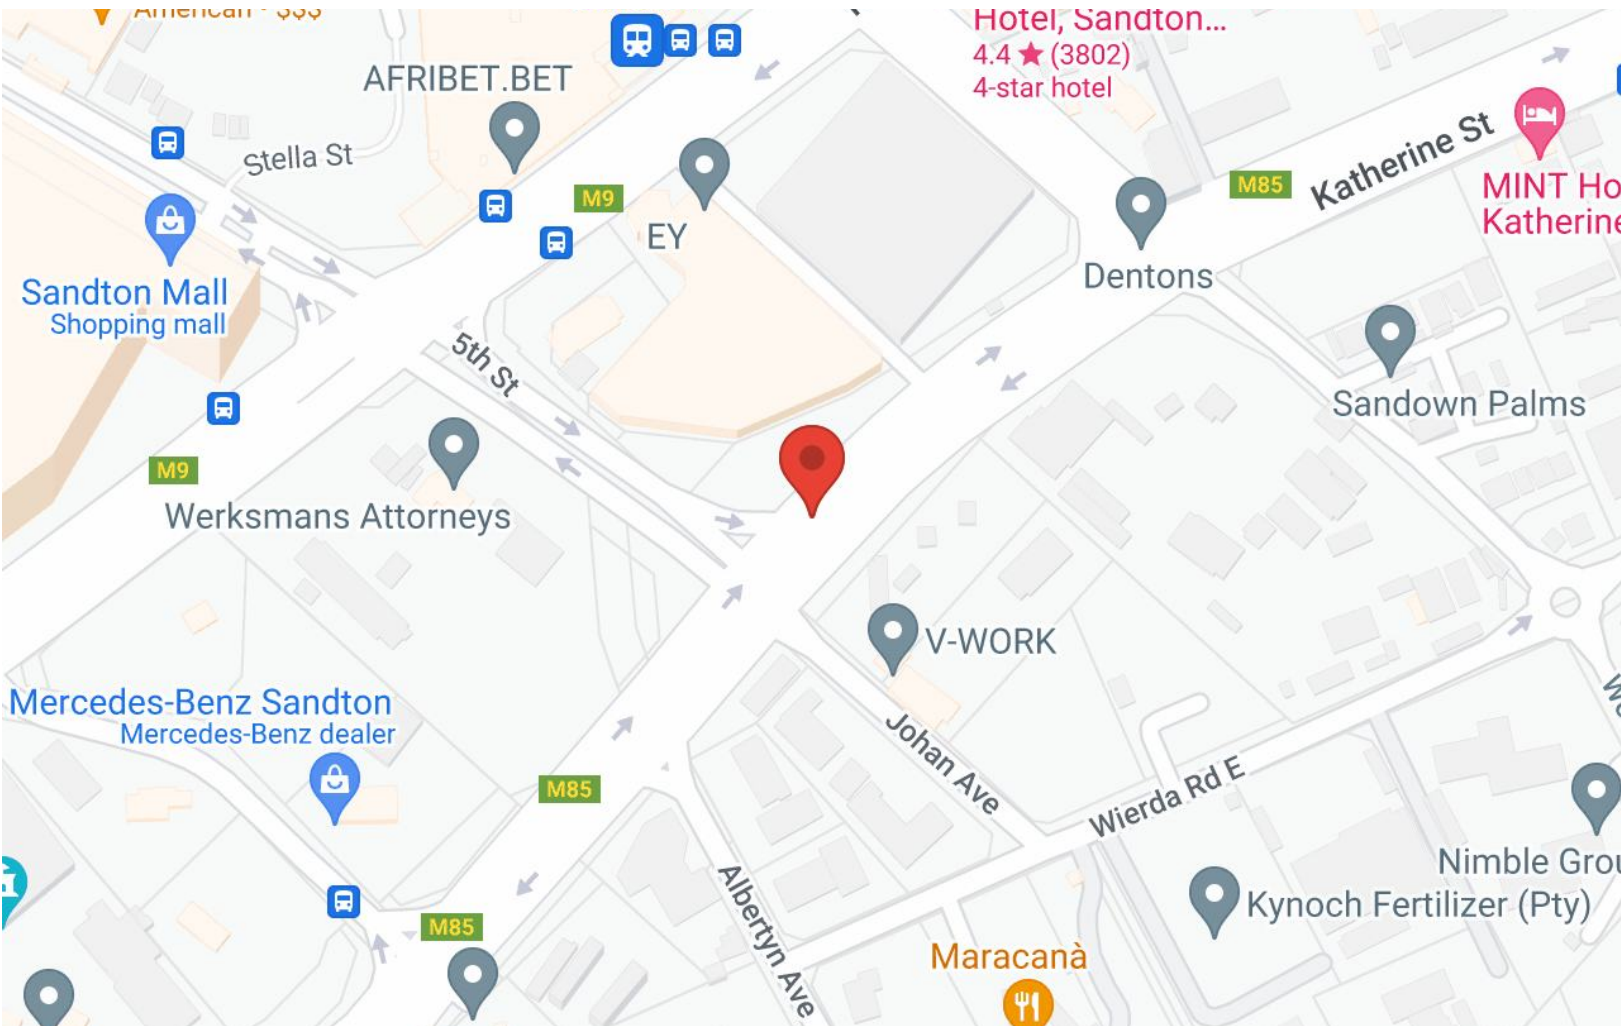 American · $$$
Hotel, Sandton...
4.4 ★ (3802)
4-star hotel
AFRIBET.BET
Stella St
M9
EY
M85
Katherine St
MINT Ho
Katherine
Dentons
Sandton Mall
Shopping mall
5th St
Sandown Palms
M9
Werksmans Attorneys
V-WORK
Mercedes-Benz Sandton
Mercedes-Benz dealer
Johan Ave
M85
Wierda Rd E
Albertyn Ave
Nimble Grou
Kynoch Fertilizer (Pty)
M85
Maracanà